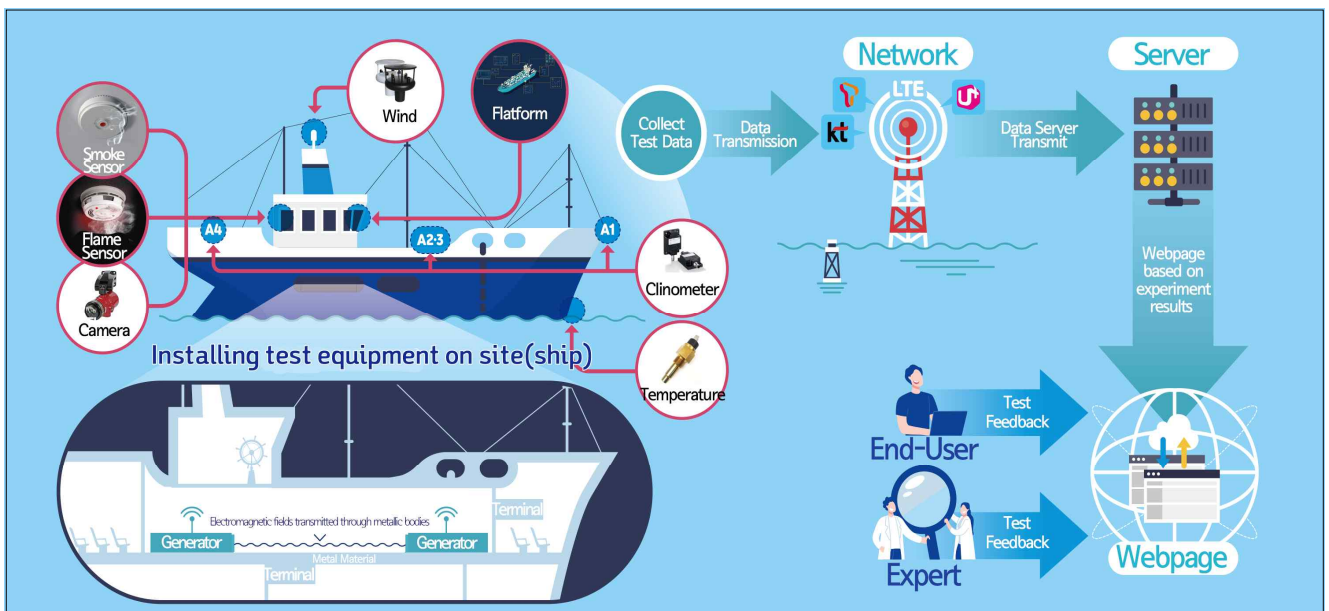 Smoke
Sensor
Flame
Sensor
Camera
Wind
Flatform
A4
A2·3
A1
Clinometer
Temperature
Installing test equipment on site(ship)
Electromagnetic fields transmitted through metallic bodies
Generator
Generator
Terminal
Metal Material
Terminal
Collect
Test Data
Data
Transmission
Network
LTE
kt
U+
Data Server
Transmit
Server
Webpage
based on
experiment
results
End-User
Test
Feedback
Expert
Test
Feedback
Webpage